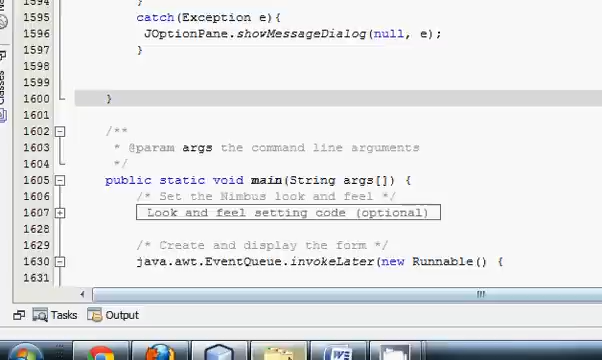 1594 }
1595 catch(Exception e){
1596 JOptionPane.showMessageDialog(null, e);
1597 }
1598
1599
1600 }
1601
1602 /**
1603 * @param args the command line arguments
1604 */
1605 public static void main(String args[]) {
1606 /* Set the Nimbus look and feel */
1607 Look and feel setting code (optional)
1628
1629 /* Create and display the form */
1630 java.awt.EventQueue.invokeLater(new Runnable() {
1631
Classes
Tasks Output